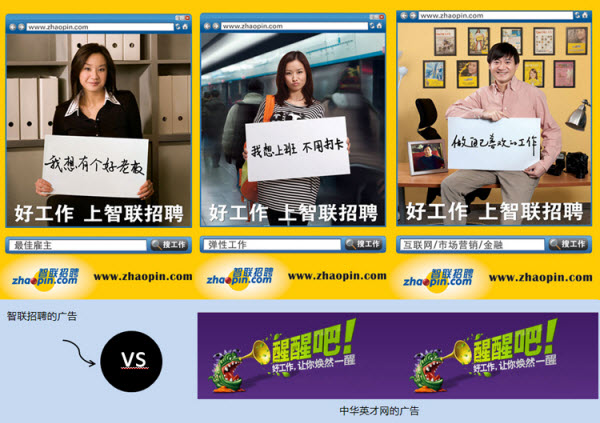 www.zhaopin.com
我想有个好老板
好工作 上智联招聘
最佳雇主
搜工作
智联招聘
zhaopin.com
www.zhaopin.com
www.zhaopin.com
我想上班 不用打卡
好工作 上智联招聘
弹性工作
搜工作
智联招聘
zhaopin.com
www.zhaopin.com
www.zhaopin.com
做自己喜欢的工作
好工作 上智联招聘
互联网/市场营销/金融
搜工作
智联招聘
zhaopin.com
www.zhaopin.com
智联招聘的广告
VS
醒醒吧!
好工作,让你焕然一醒
醒醒吧!
好工作,让你焕然一醒
中华英才网的广告